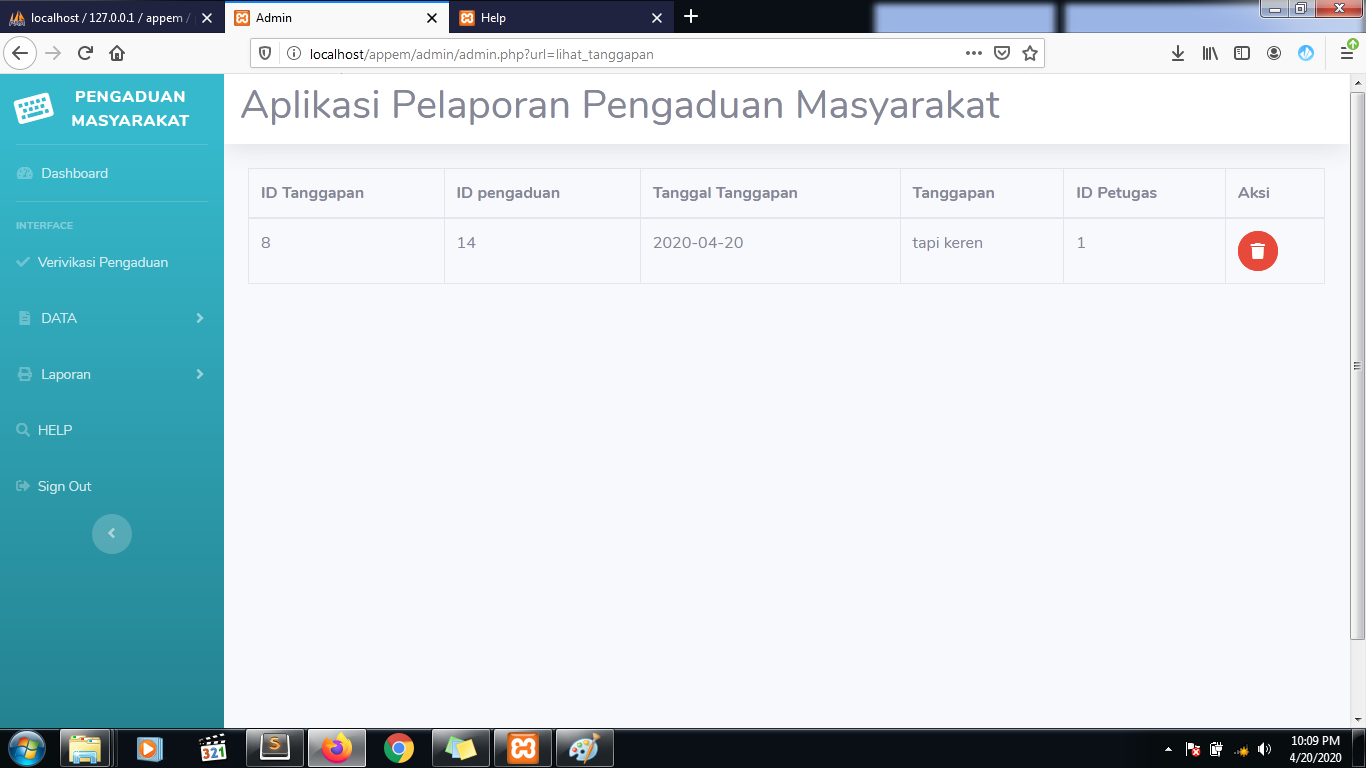 localhost / 127.0.0.1 / appem /
Admin
Help
localhost/appem/admin/admin.php?url=lihat_tanggapan
PENGADUAN
MASYARAKAT
Aplikasi Pelaporan Pengaduan Masyarakat
Dashboard
INTERFACE
Verivikasi Pengaduan
DATA
Laporan
HELP
Sign Out
ID Tanggapan ID pengaduan Tanggal Tanggapan Tanggapan ID Petugas Aksi
8 14 2020-04-20 tapi keren 1
321
S
10:09 PM
4/20/2020